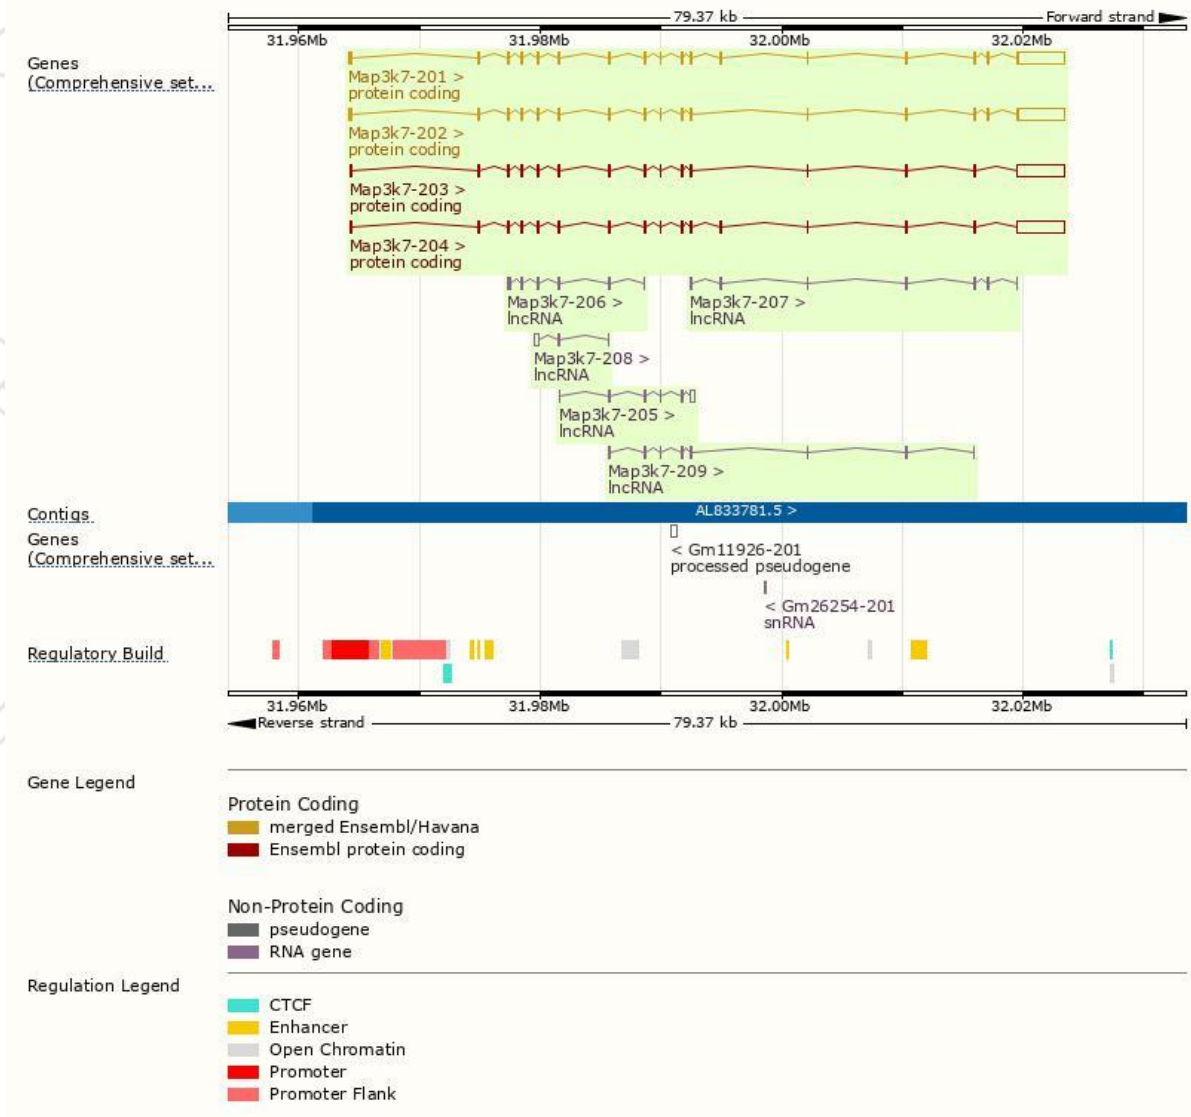 79.37 kb Forward strand
31.96Mb 31.98Mb 32.00Mb 32.02Mb
Genes
(Comprehensive set...
Map3k7-201 >
protein coding
Map3k7-202 >
protein coding
Map3k7-203 >
protein coding
Map3k7-204 >
protein coding
Map3k7-206 > Map3k7-207 >
lncRNA lncRNA
Map3k7-208 >
lncRNA
Map3k7-205 >
lncRNA
Map3k7-209 >
lncRNA
Contigs AL833781.5 >
Genes
(Comprehensive set...
< Gm11926-201
processed pseudogene
< Gm26254-201
snRNA
Regulatory Build
31.96Mb 31.98Mb 32.00Mb 32.02Mb
Reverse strand 79.37 kb
Gene Legend
Protein Coding
merged Ensembl/Havana
Ensembl protein coding
Non-Protein Coding
pseudogene
RNA gene
Regulation Legend
CTCF
Enhancer
Open Chromatin
Promoter
Promoter Flank